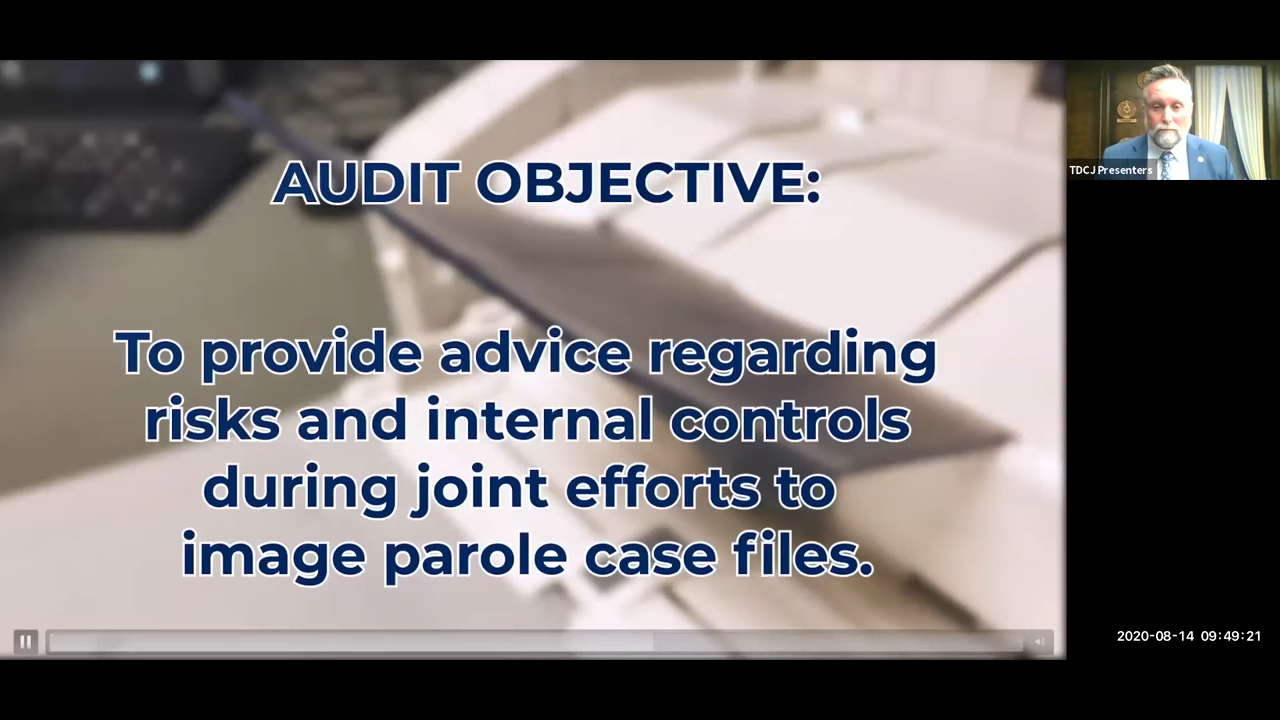 AUDIT OBJECTIVE:
To provide advice regarding
risks and internal controls
during joint efforts to
image parole case files.
TDCJ Presenters
2020-08-14 09:49:21